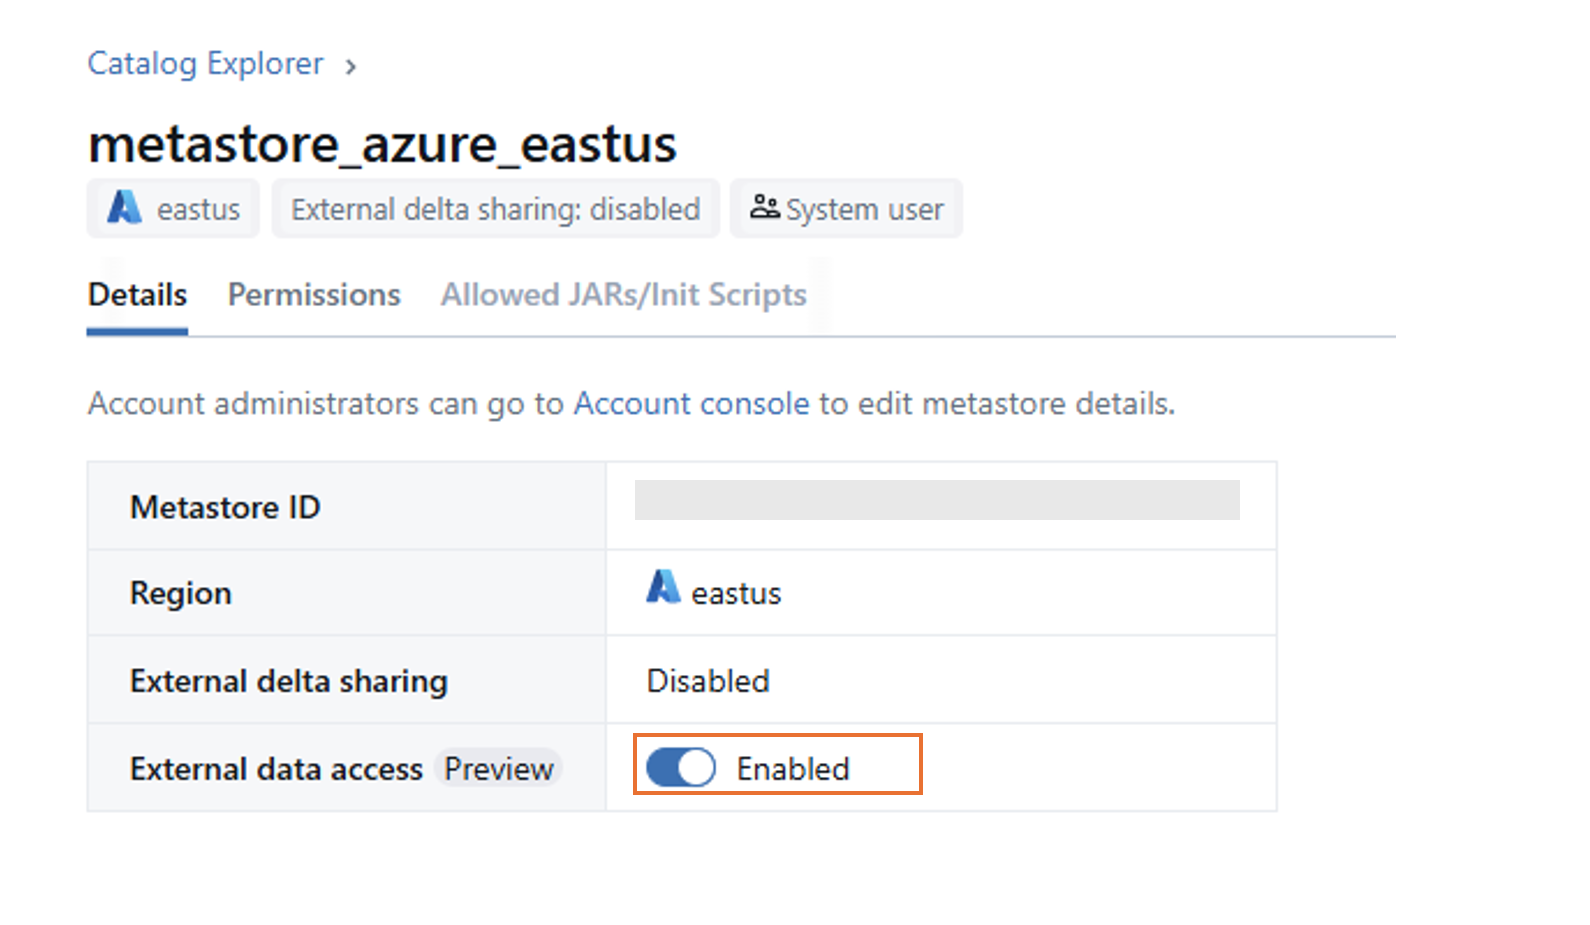 Catalog Explorer >
metastore_azure_eastus
eastus External delta sharing: disabled System user
Details Permissions Allowed JARs/Init Scripts
Account administrators can go to Account console to edit metastore details.
Metastore ID
Region eastus
External delta sharing Disabled
External data access Preview Enabled